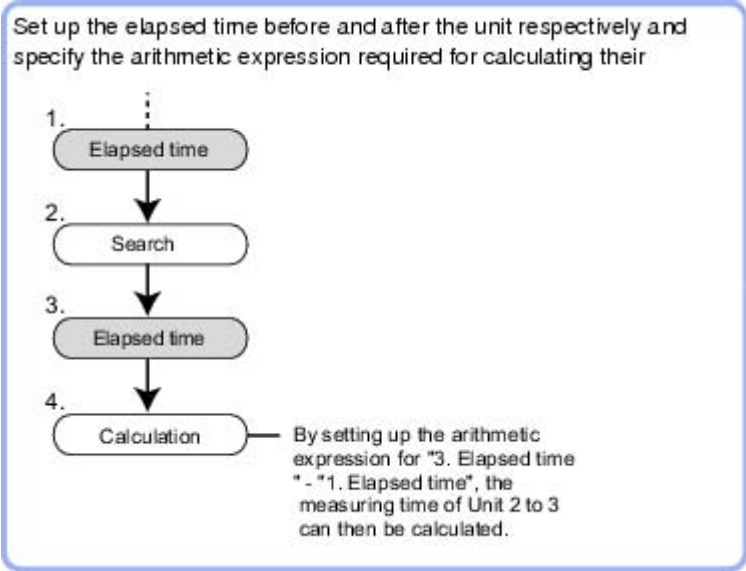 Set up the elapsed time before and after the unit respectively and
specify the arithmetic expression required for calculating their
1.
Elapsed time
2.
Search
3.
Elapsed time
4.
Calculation
By setting up the arithmetic
expression for "3. Elapsed time
" - "1. Elapsed time", the
measuring time of Unit 2 to 3
can then be calculated.